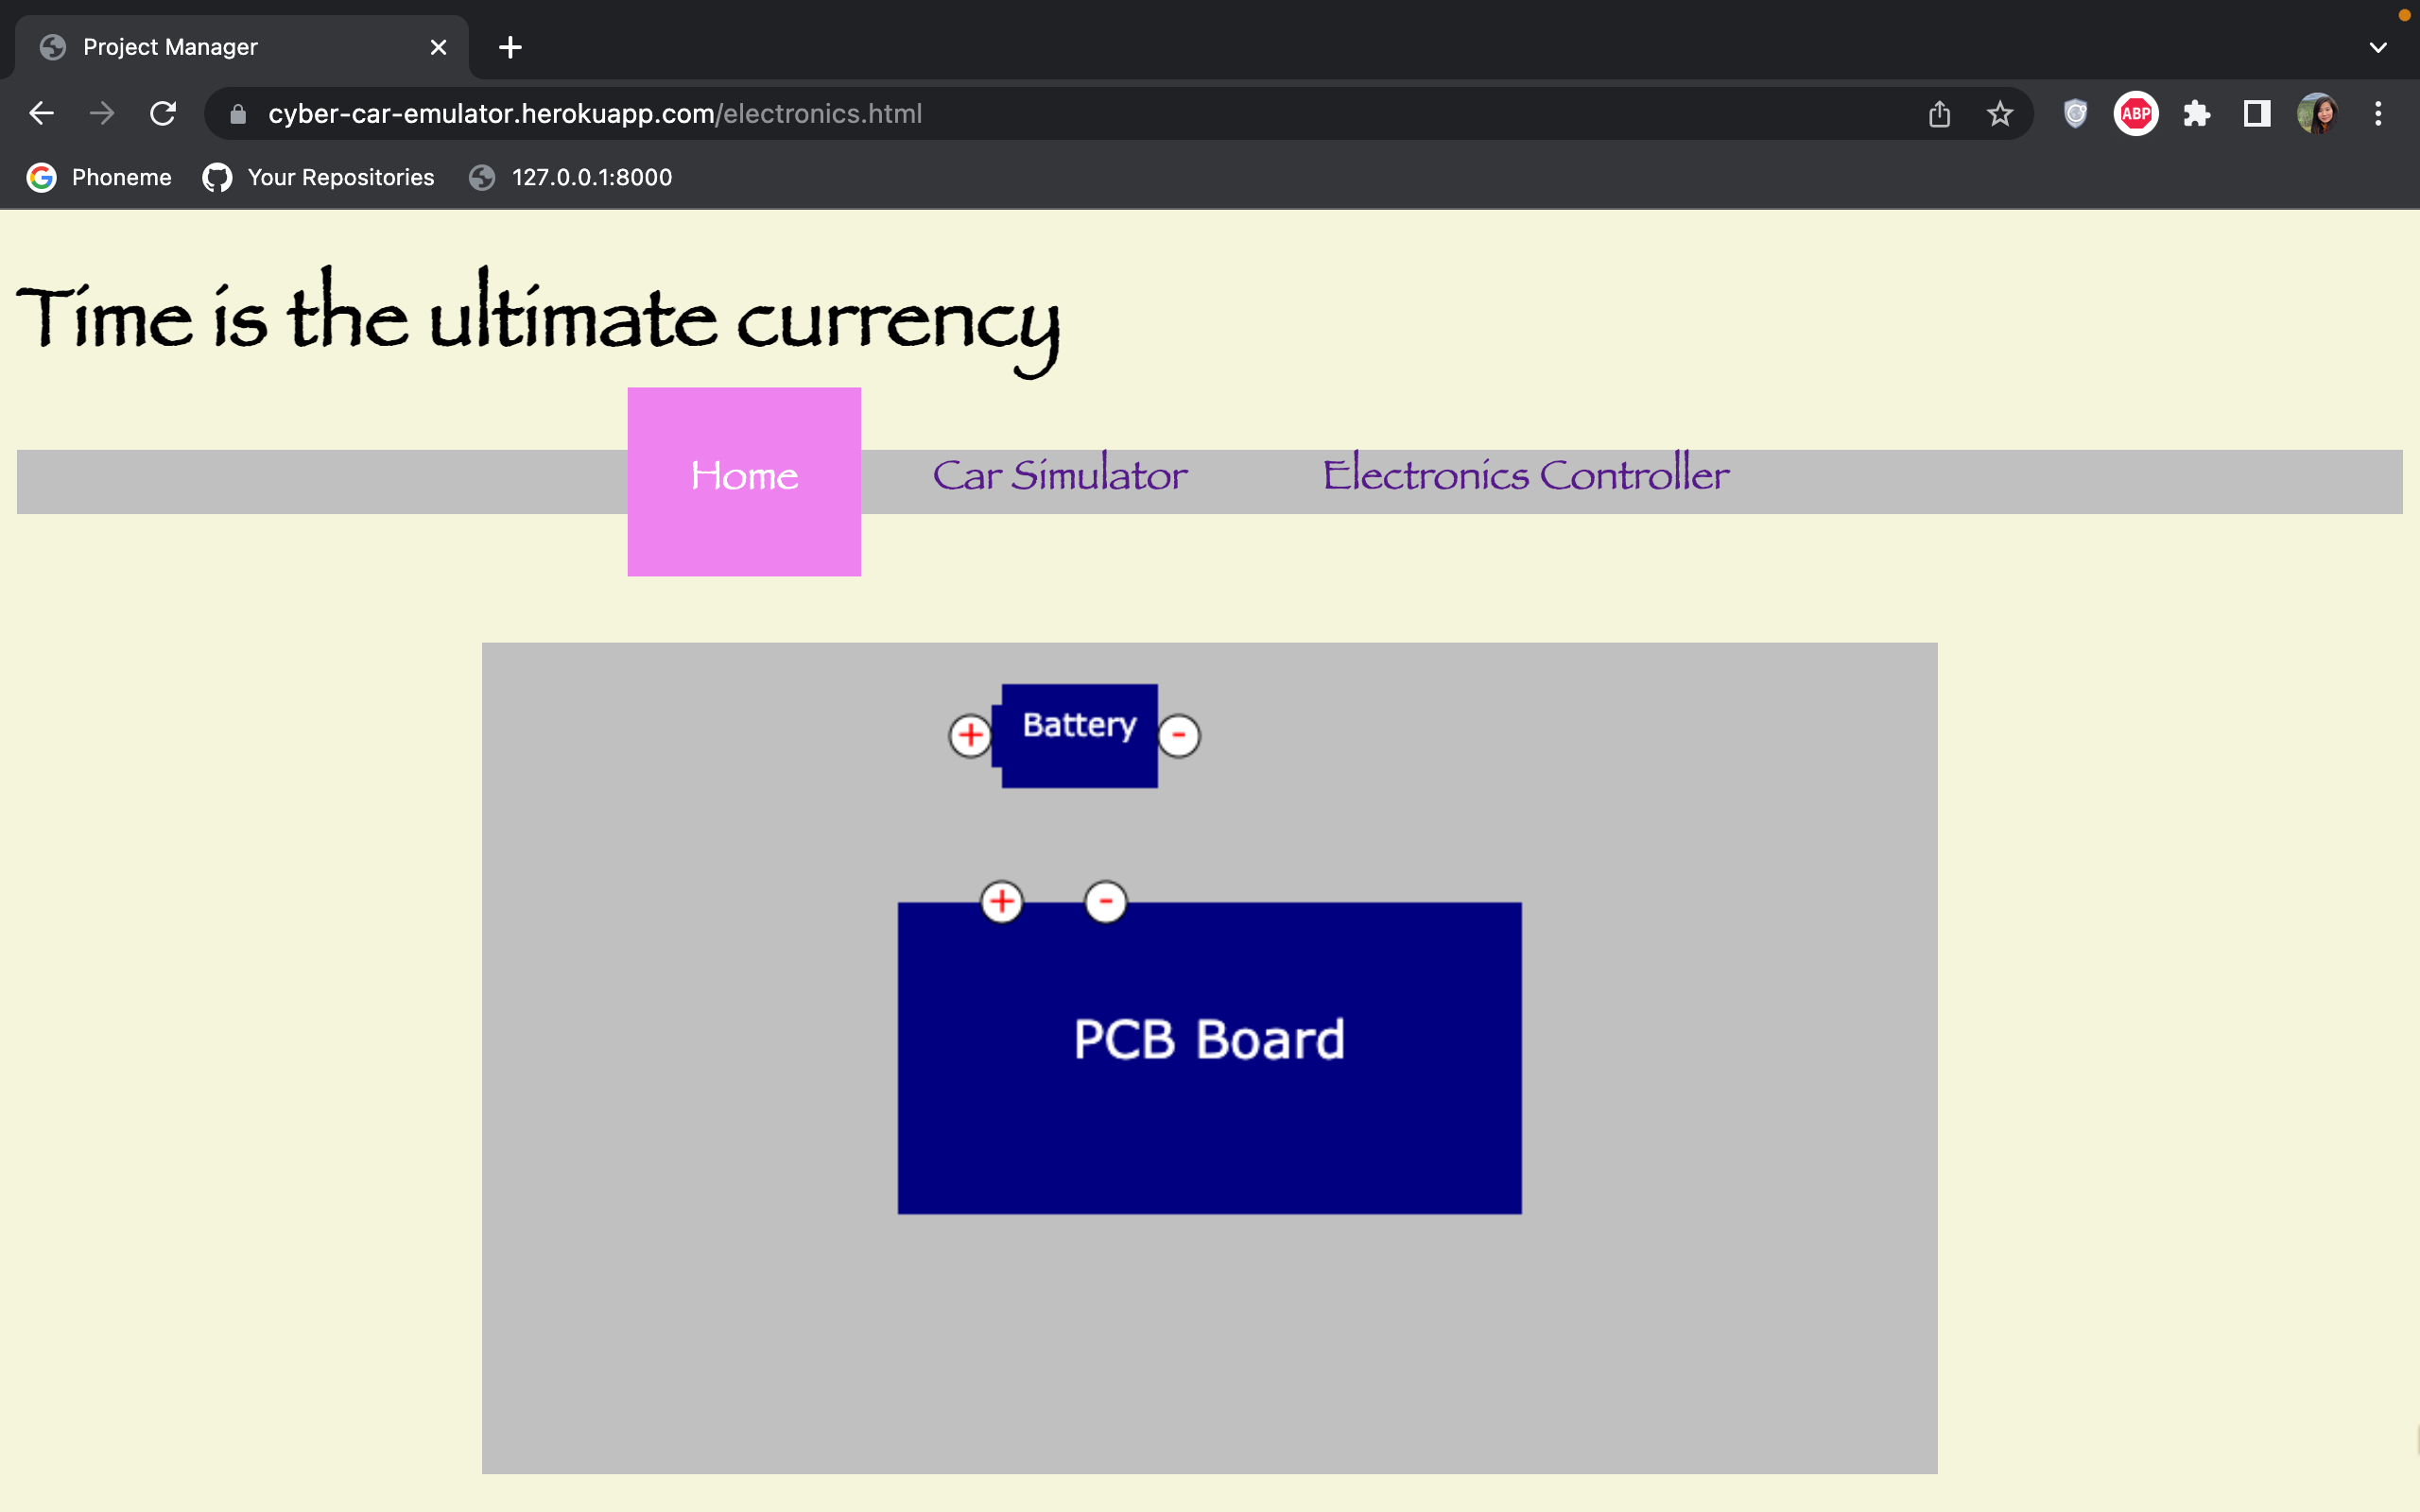 Project Manager
cyber-car-emulator.herokuapp.com/electronics.html
ABP
Phoneme Your Repositories 127.0.0.1:8000
Time is the ultimate currency
Home Car Simulator Electronics Controller
+ Battery -
+ -
PCB Board